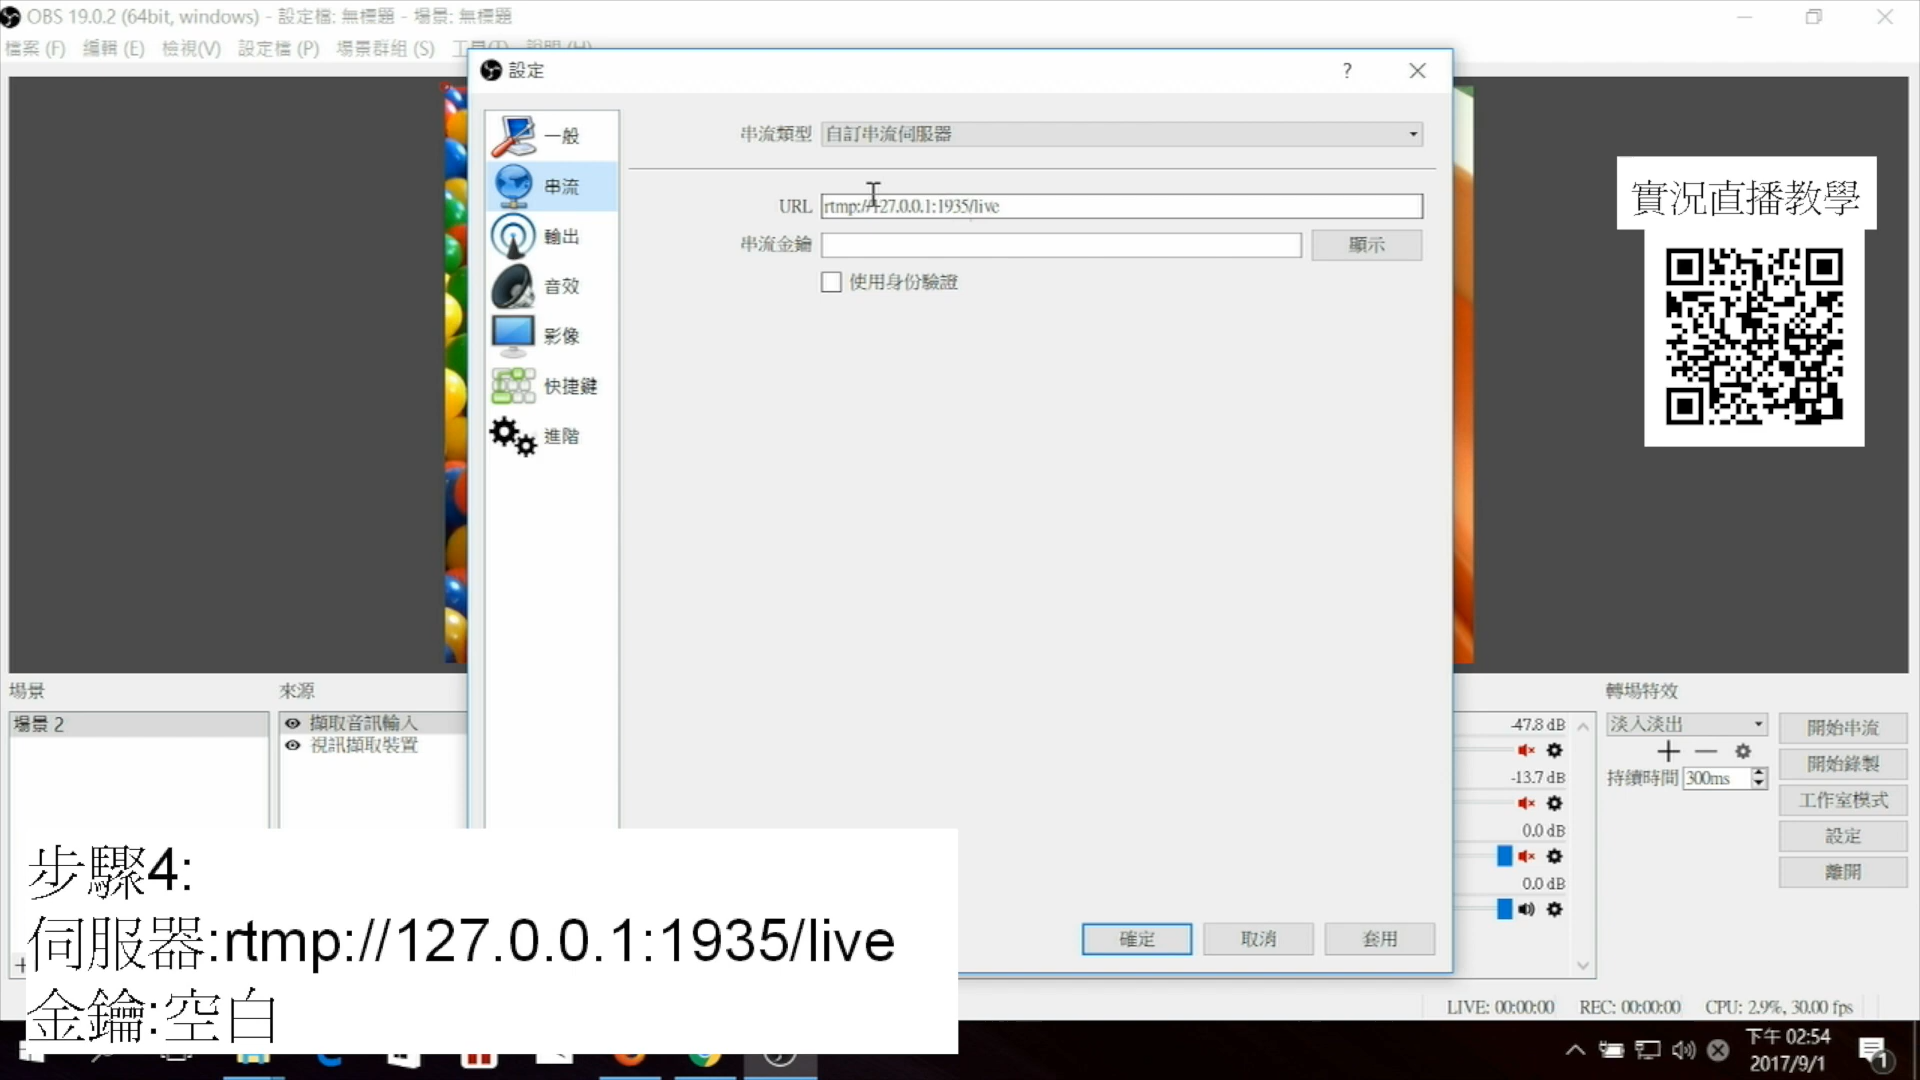 OBS 19.0.2 (64bit, windows) - 設定檔: 無標題 - 場景: 無標題
檔案 (F) 編輯 (E) 檢視(V) 設定檔 (P) 場景群組 (S) 工具(T) 說明 (H)
設定
?
一般
串流
輸出
音效
影像
快捷鍵
進階
串流類型 自訂串流伺服器
URL rtmp://127.0.0.1:1935/live
串流金鑰 顯示
使用身份驗證
實況直播教學
場景
場景 2
來源
擷取音訊輸入
視訊擷取裝置
-47.8 dB
-13.7 dB
0.0 dB
0.0 dB
轉場特效
淡入淡出
持續時間 300ms
開始串流
開始錄製
工作室模式
設定
離開
確定 取消 套用
步驟4:
伺服器:rtmp://127.0.0.1:1935/live
金鑰:空白
LIVE: 00:00:00 REC: 00:00:00 CPU: 2.9%, 30.00 fps
下午 02:54
2017/9/1
1